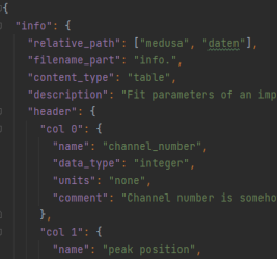 {
"info": {
"relative_path": ["medusa", "daten"],
"filename_part": "info.",
"content_type": "table",
"description": "Fit parameters of an imp
"header": {
"col 0": {
"name": "channel_number",
"data_type": "integer",
"units": "none",
"comment": "Channel number is someho
},
"col 1": {
"name": "peak position",